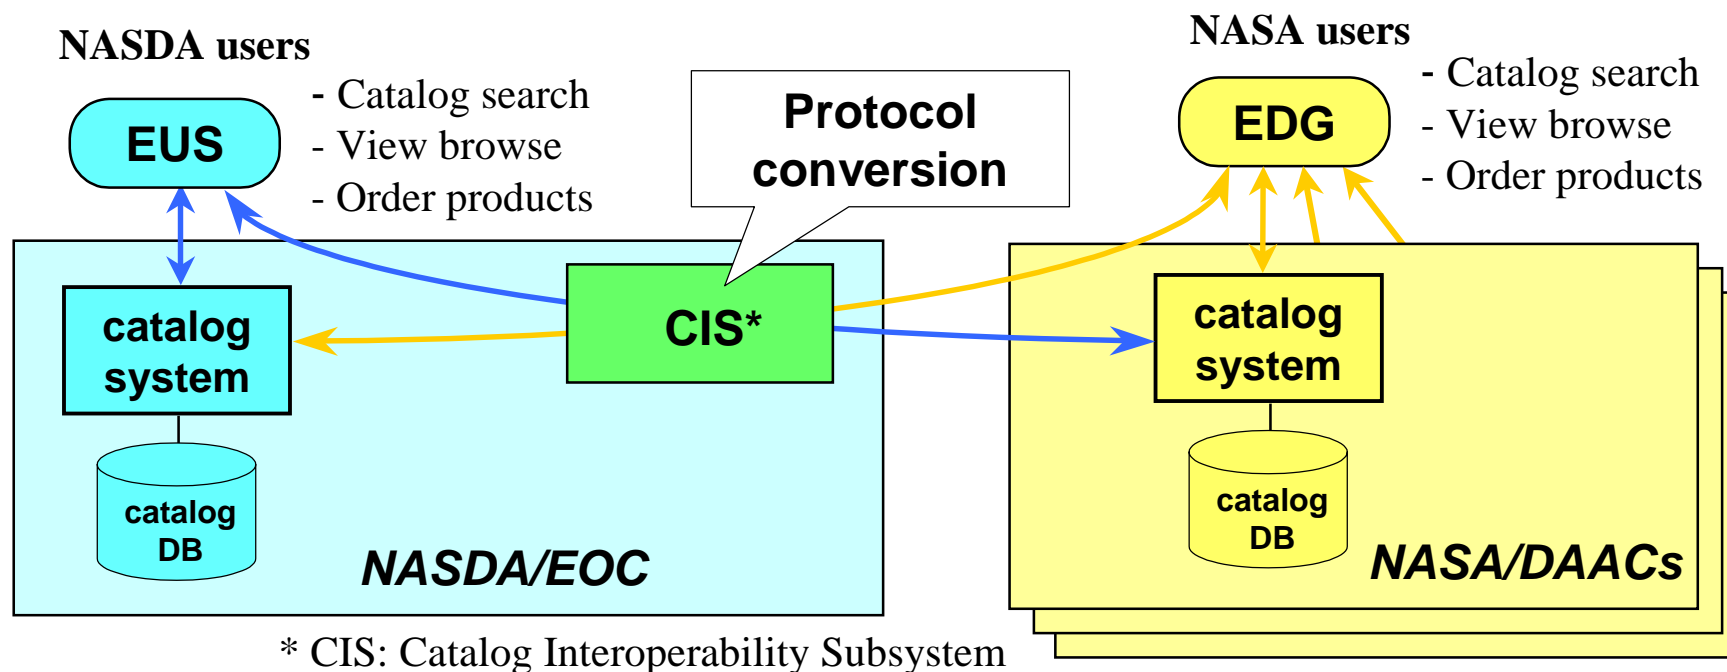 NASDA users
- Catalog search
- View browse
- Order products
EUS
Protocol
conversion
NASA users
- Catalog search
- View browse
- Order products
EDG
catalog
system
CIS*
catalog
system
catalog
DB
NASDA/EOC
catalog
DB
NASA/DAACs
* CIS: Catalog Interoperability Subsystem